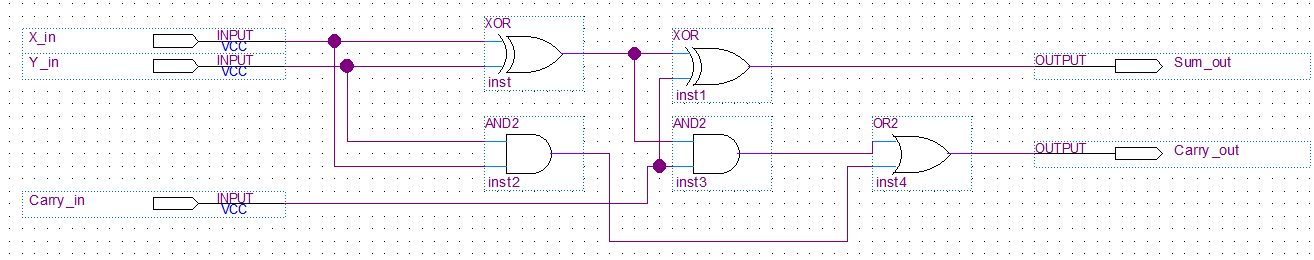 XOR
XOR
X_in
INPUT
VCC
Y_in
INPUT
VCC
OUTPUT
Sum_out
inst
inst1
AND2
AND2
OR2
OUTPUT
Carry_out
inst2
inst3
inst4
Carry_in
INPUT
VCC